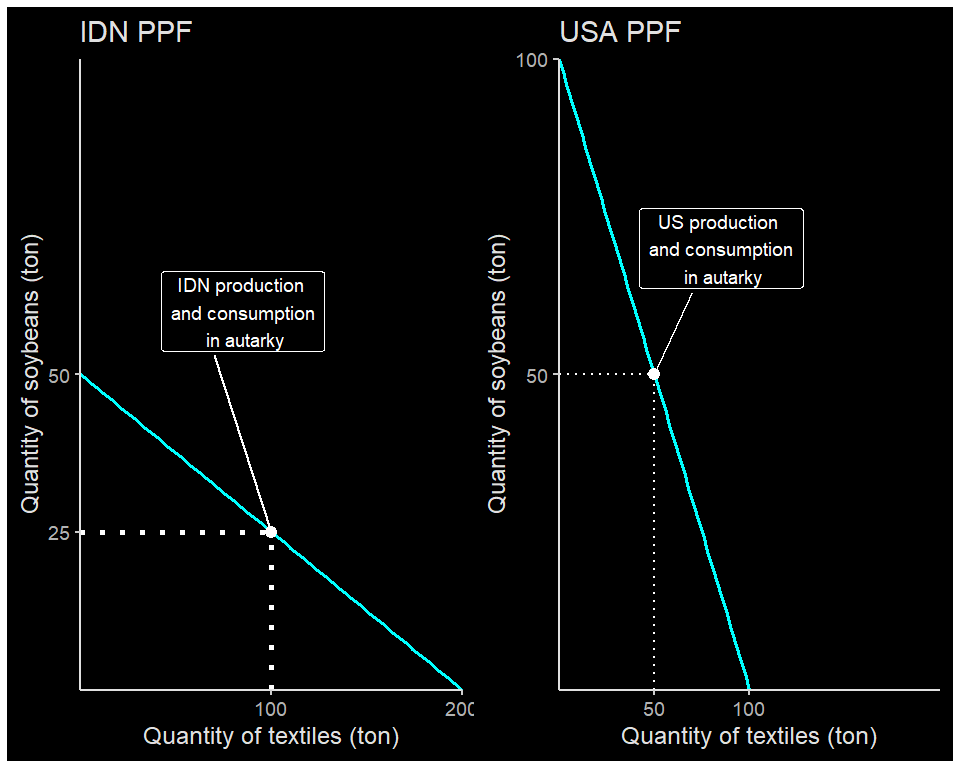 IDN PPF
Quantity of soybeans (ton)
50
25
IDN production
and consumption
in autarky
100
200
Quantity of textiles (ton)
USA PPF
Quantity of soybeans (ton)
100
50
US production
and consumption
in autarky
50
100
Quantity of textiles (ton)